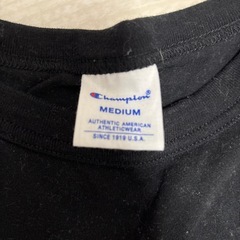 Champion
MEDIUM
AUTHENTIC AMERICAN
ATHLETICWEAR
SINCE 1919 U.S.A.